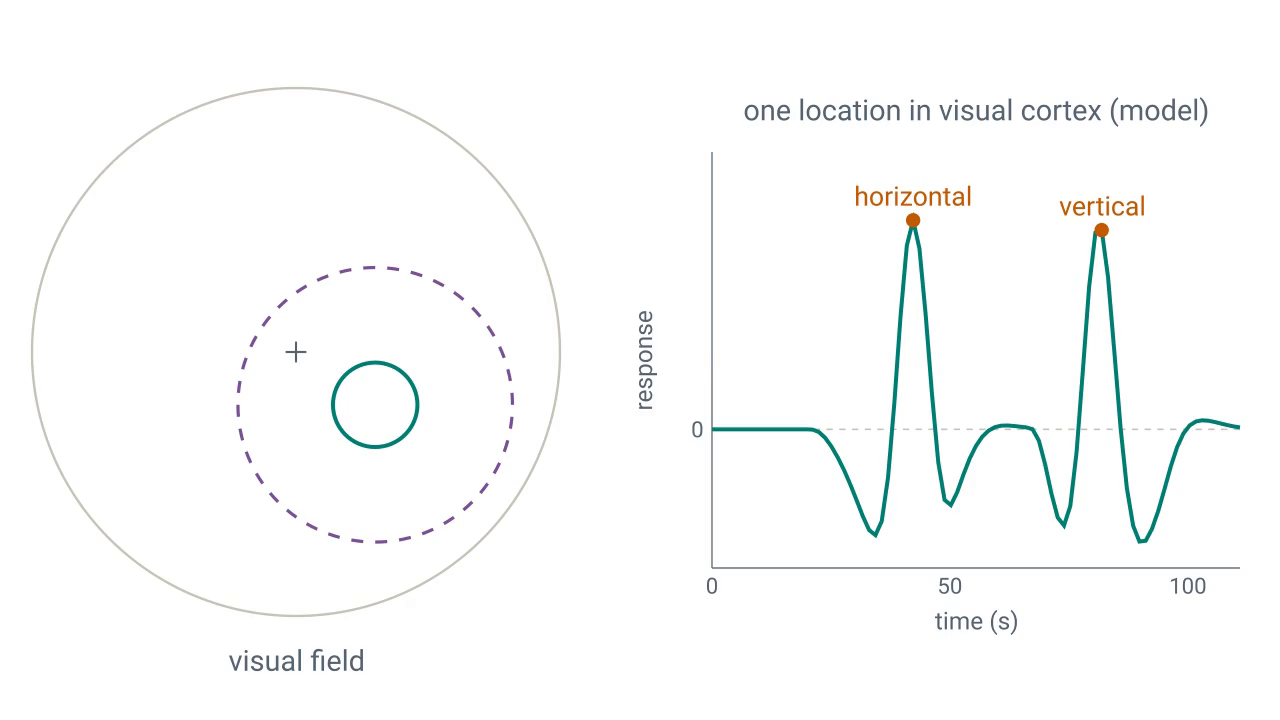 visual field
one location in visual cortex (model)
horizontal
vertical
response
0
0
50
100
time (s)